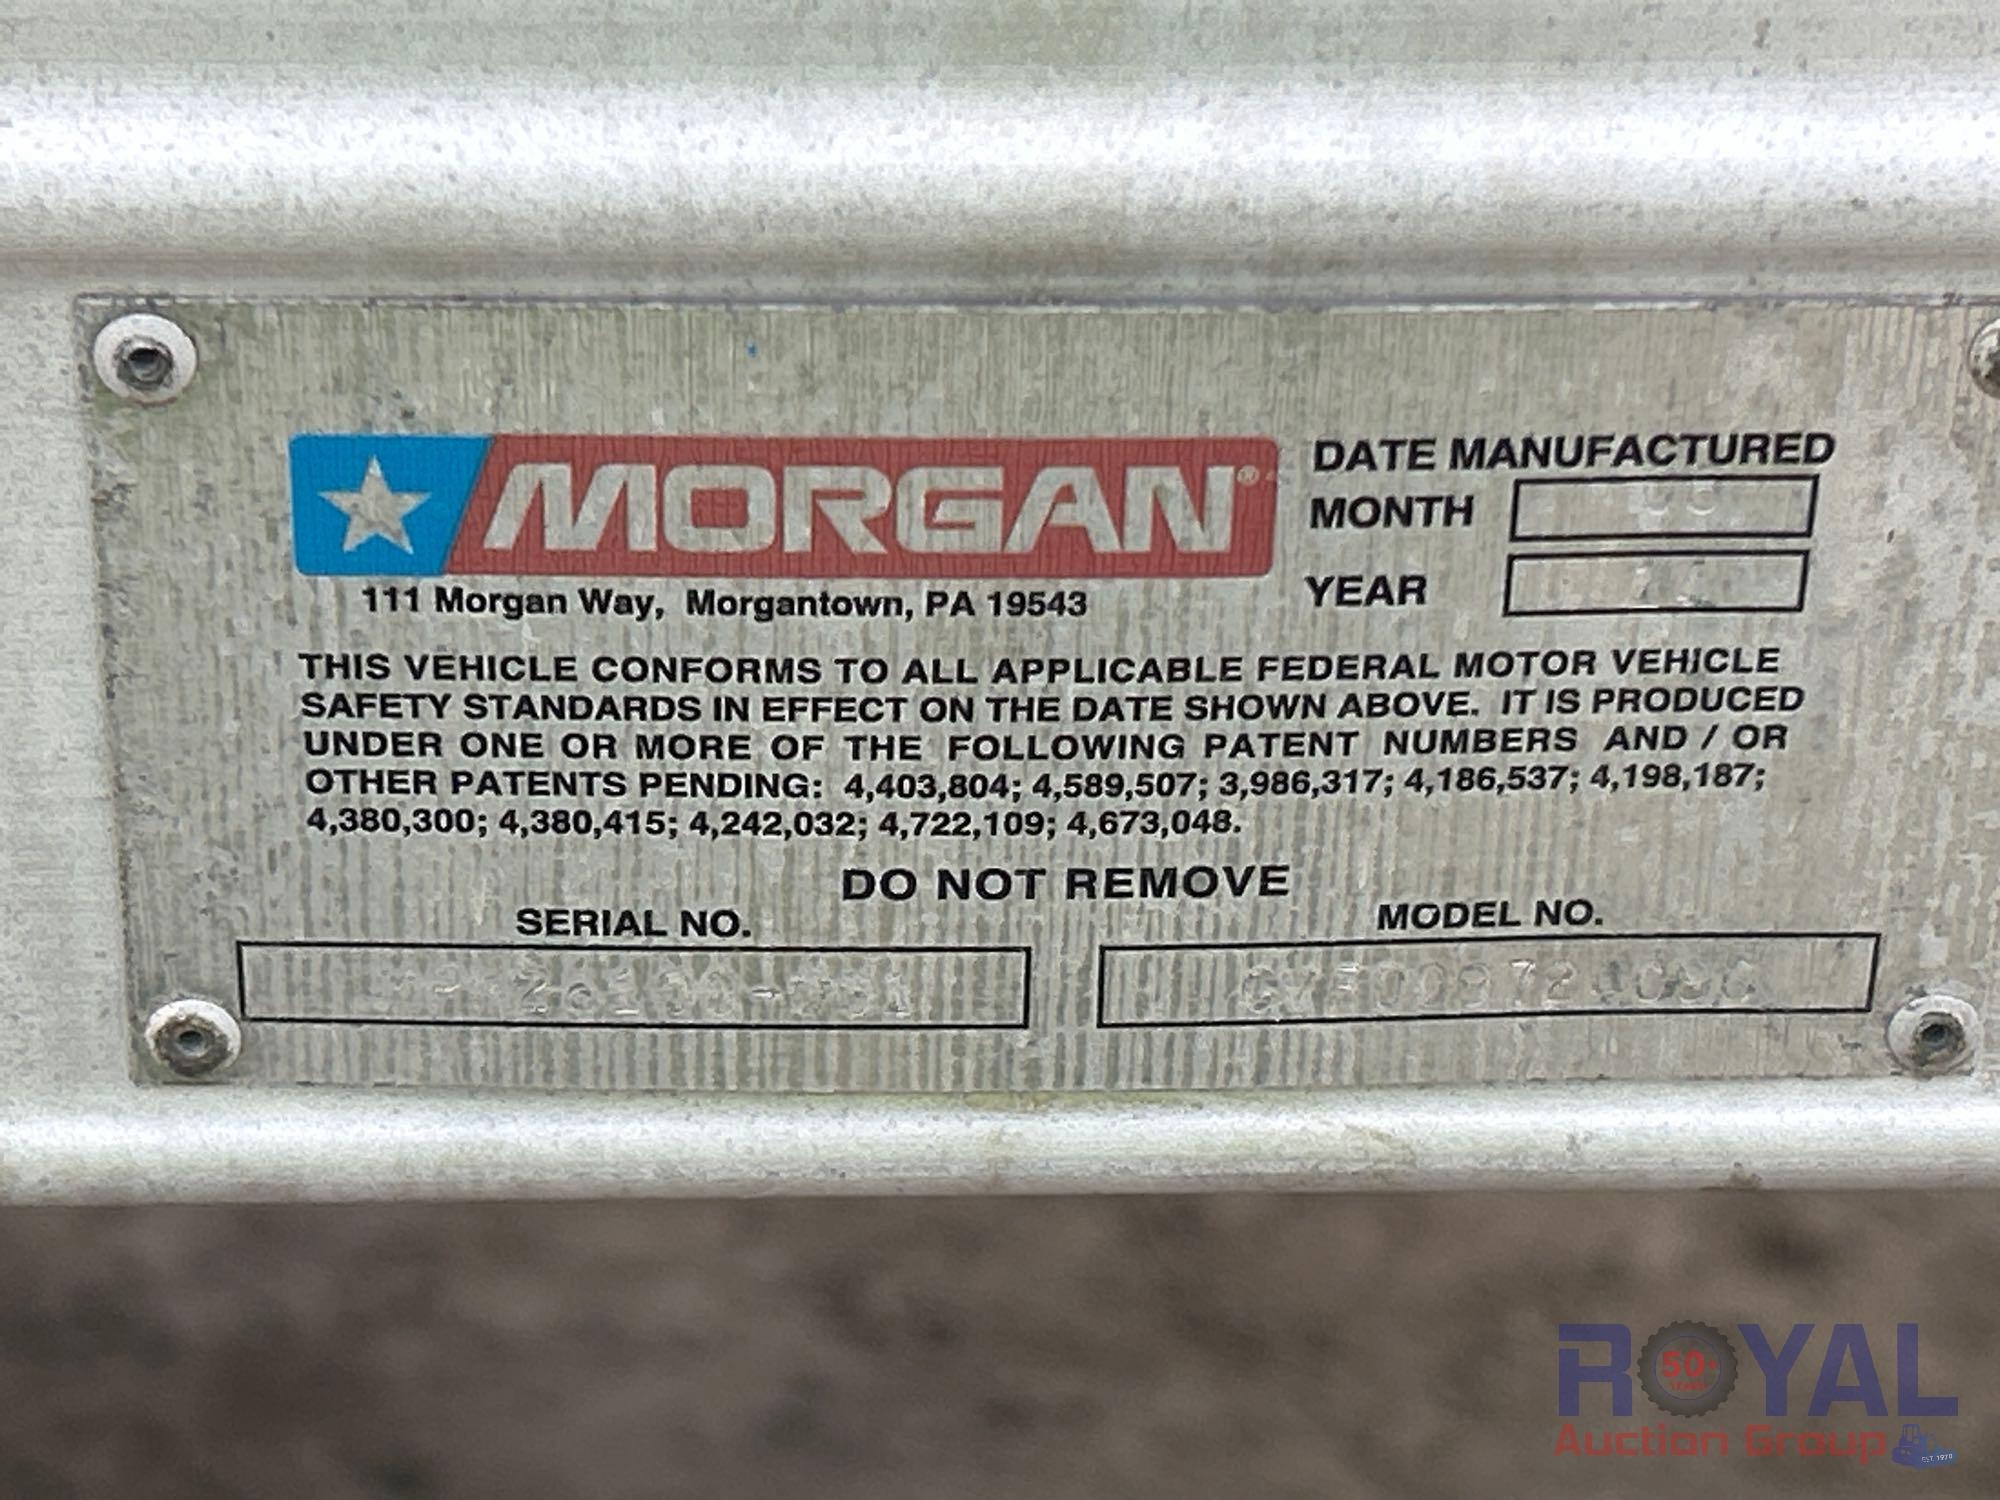 MORGAN®
DATE MANUFACTURED
MONTH
YEAR
111 Morgan Way, Morgantown, PA 19543
THIS VEHICLE CONFORMS TO ALL APPLICABLE FEDERAL MOTOR VEHICLE
SAFETY STANDARDS IN EFFECT ON THE DATE SHOWN ABOVE. IT IS PRODUCED
UNDER ONE OR MORE OF THE FOLLOWING PATENT NUMBERS AND / OR
OTHER PATENTS PENDING: 4,403,804; 4,589,507; 3,986,317; 4,186,537; 4,198,187;
4,380,300; 4,380,415; 4,242,032; 4,722,109; 4,673,048.
DO NOT REMOVE
SERIAL NO.
MODEL NO.
ROYAL
50+
YEARS
Auction Group
EST. 1970